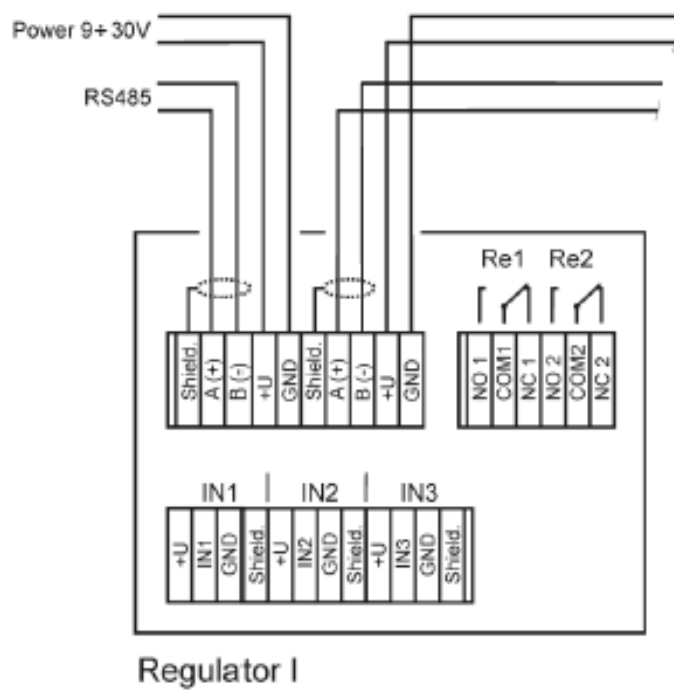 Power 9÷30V
RS485
Re1 Re2
Shield. A (+) B (-) +U GND Shield. A (+) B (-) +U GND
NO 1 COM1 NC 1 NO 2 COM2 NC 2
IN1 IN2 IN3
+U IN1 GND Shield. +U IN2 GND Shield. +U IN3 GND Shield.
Regulator I